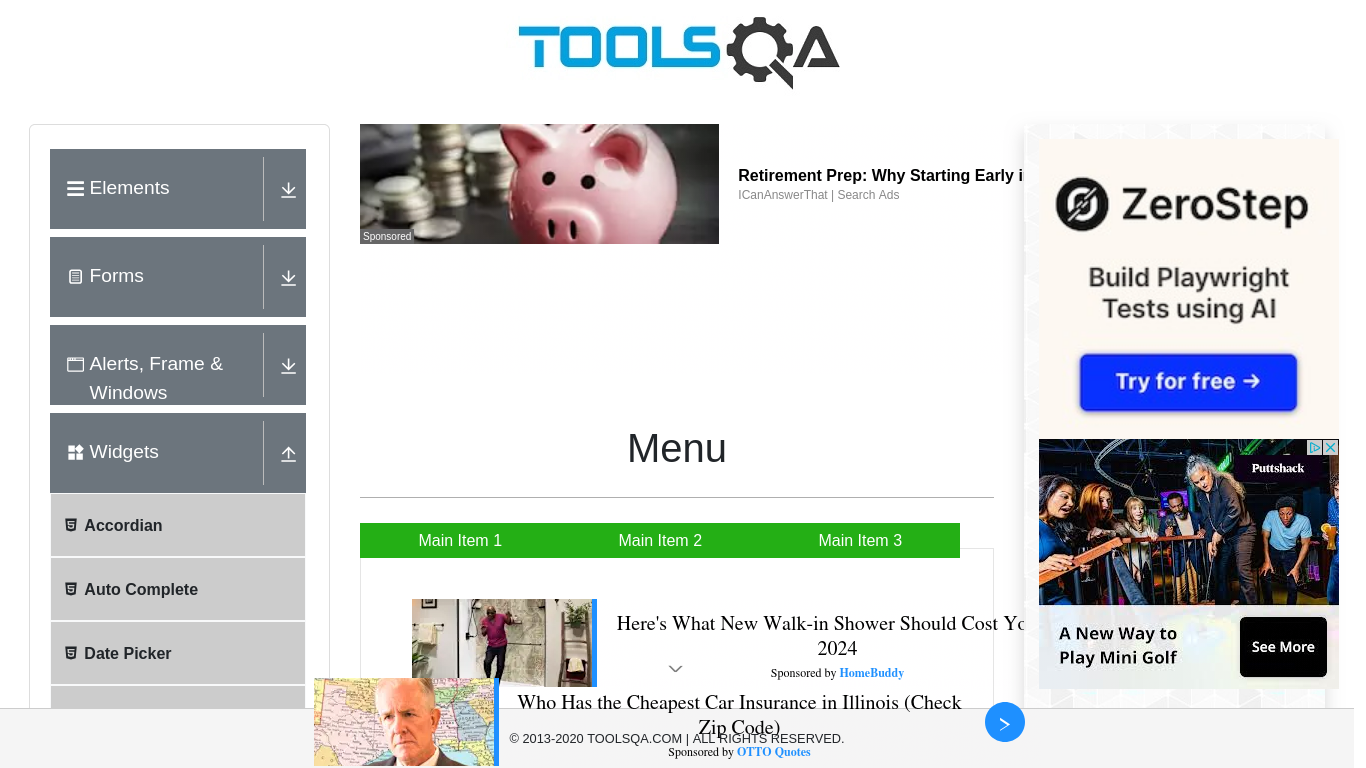 TOOLSQA
Elements
Forms
Alerts, Frame &
Windows
Widgets
Accordian
Auto Complete
Date Picker
Sponsored
Retirement Prep: Why Starting Early i
ICanAnswerThat | Search Ads
Menu
Main Item 1
Main Item 2
Main Item 3
Here's What New Walk-in Shower Should Cost Yo
2024
Sponsored by HomeBuddy
Who Has the Cheapest Car Insurance in Illinois (Check
Zip Code)
Sponsored by OTTO Quotes
© 2013-2020 TOOLSQA.COM | ALL RIGHTS RESERVED.
ZeroStep
Build Playwright
Tests using AI
Try for free →
Puttshack
A New Way to
Play Mini Golf
See More